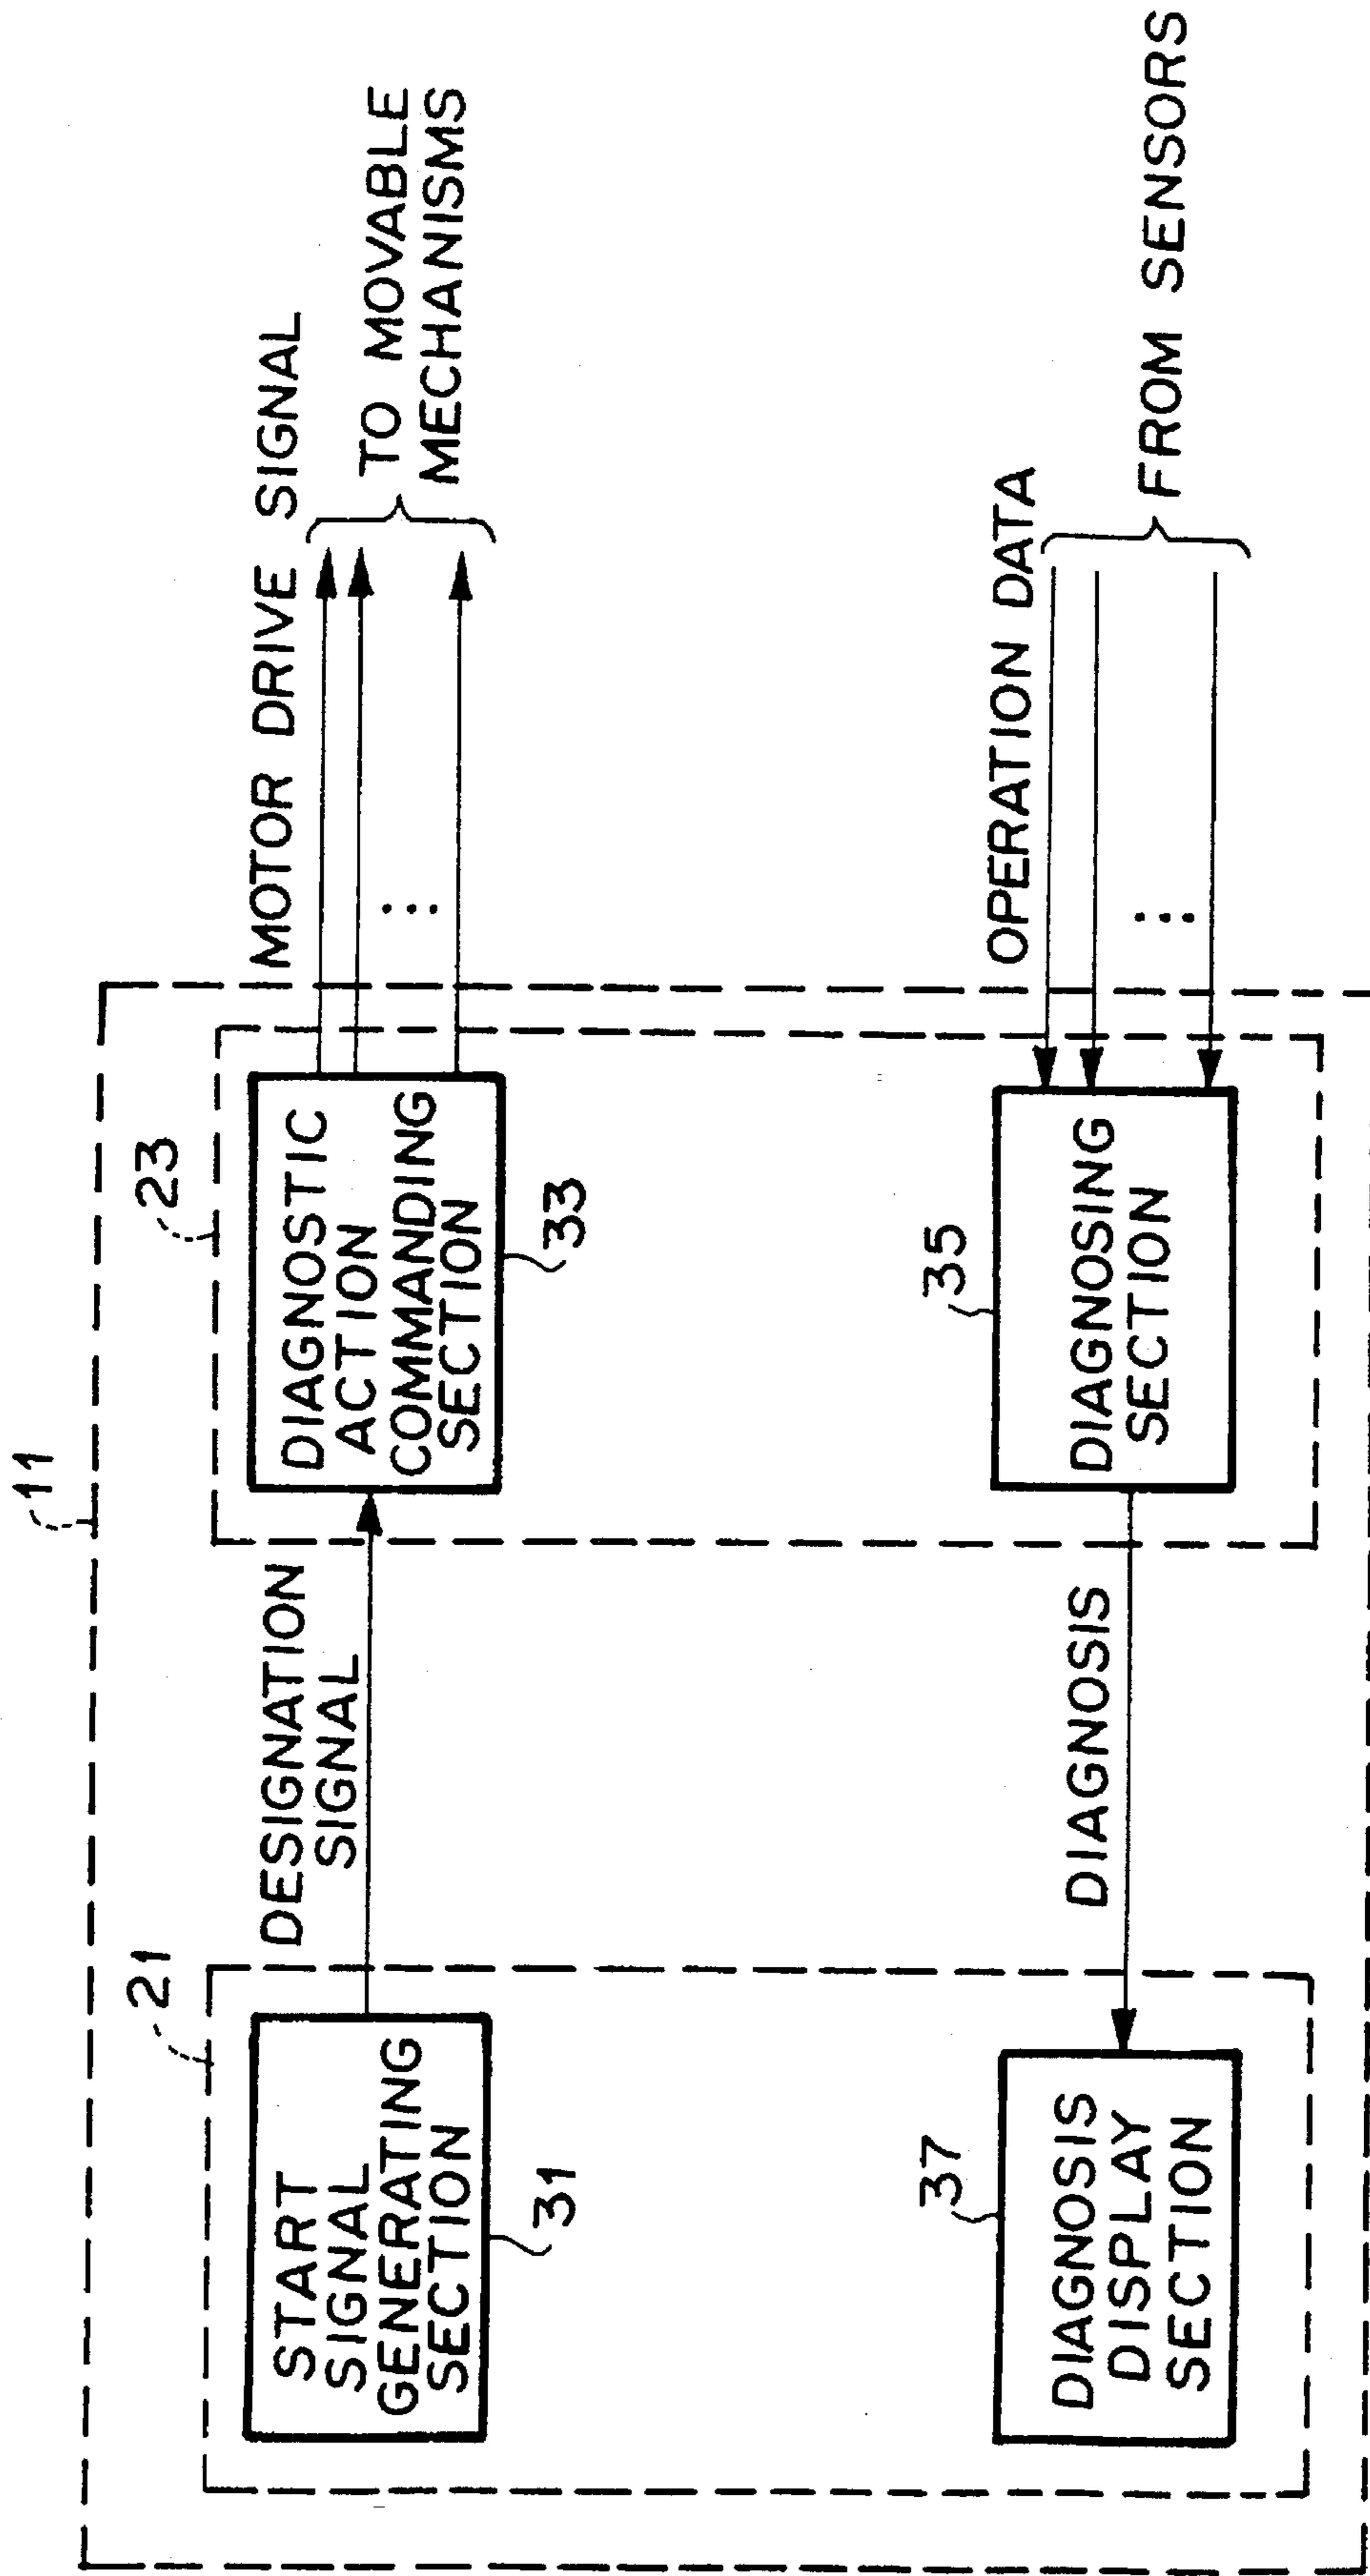 11
21
23
START
SIGNAL
GENERATING
SECTION
31
DESIGNATION
SIGNAL
DIAGNOSTIC
ACTION
COMMANDING
SECTION
33
MOTOR DRIVE SIGNAL
TO MOVABLE
MECHANISMS
37
DIAGNOSIS
DISPLAY
SECTION
DIAGNOSIS
35
DIAGNOSING
SECTION
OPERATION DATA
FROM SENSORS